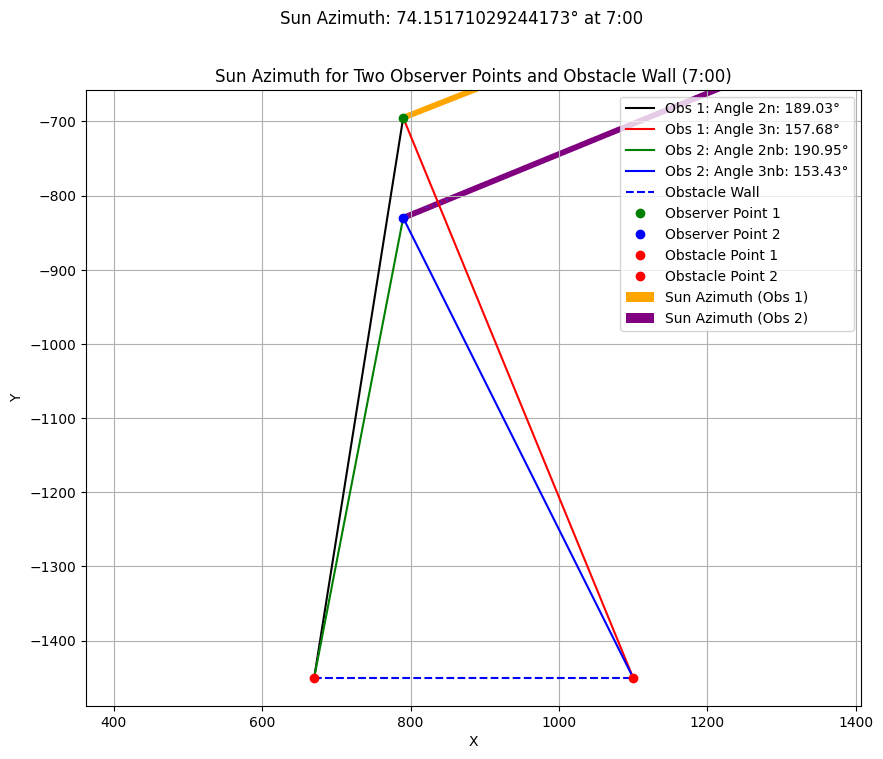 Sun Azimuth: 74.15171029244173° at 7:00
Sun Azimuth for Two Observer Points and Obstacle Wall (7:00)
Obs 1: Angle 2n: 189.03°
Obs 1: Angle 3n: 157.68°
Obs 2: Angle 2nb: 190.95°
Obs 2: Angle 3nb: 153.43°
Obstacle Wall
Observer Point 1
Observer Point 2
Obstacle Point 1
Obstacle Point 2
Sun Azimuth (Obs 1)
Sun Azimuth (Obs 2)
Y
−700
−800
−900
−1000
−1100
−1200
−1300
−1400
400 600 800 1000 1200 1400
X